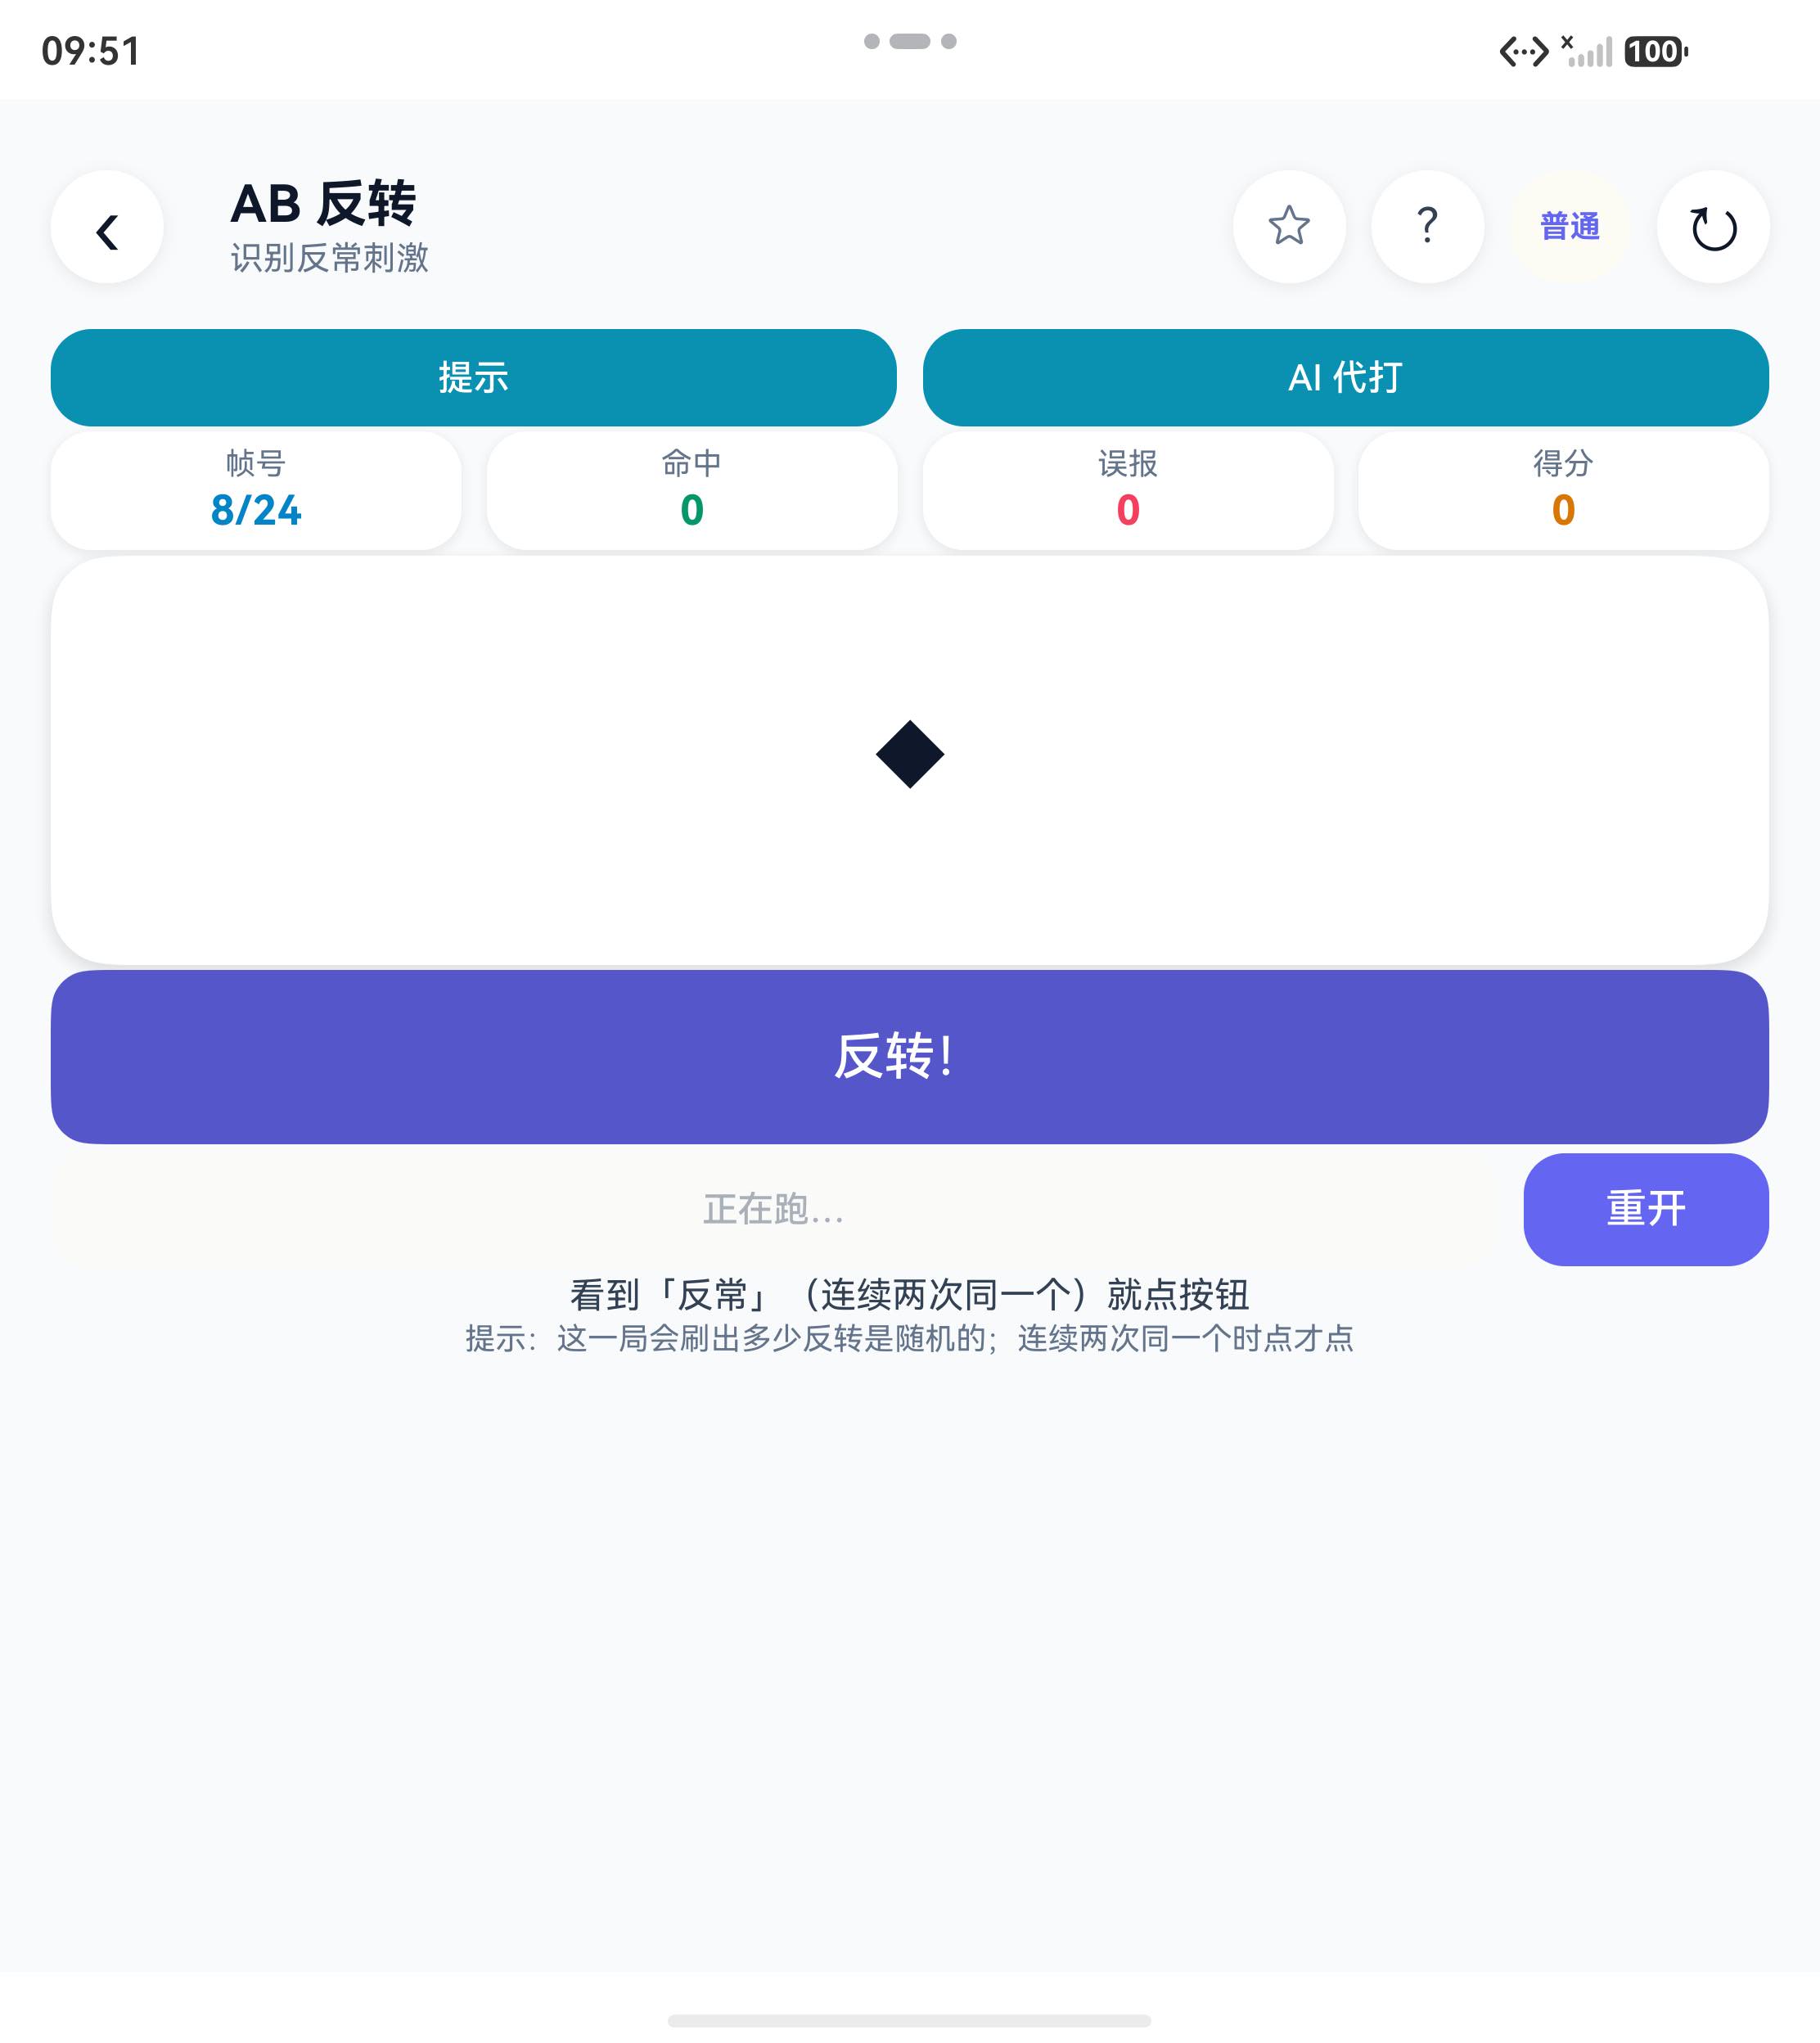 09:51
100
AB 反转
识别反常刺激
?
普通
提示
AI 代打
帧号
8/24
命中
0
误报
0
得分
0
反转!
正在跑...
重开
看到「反常」（连续两次同一个）就点按钮
提示：这一局会刷出多少反转是随机的；连续两次同一个时点才点